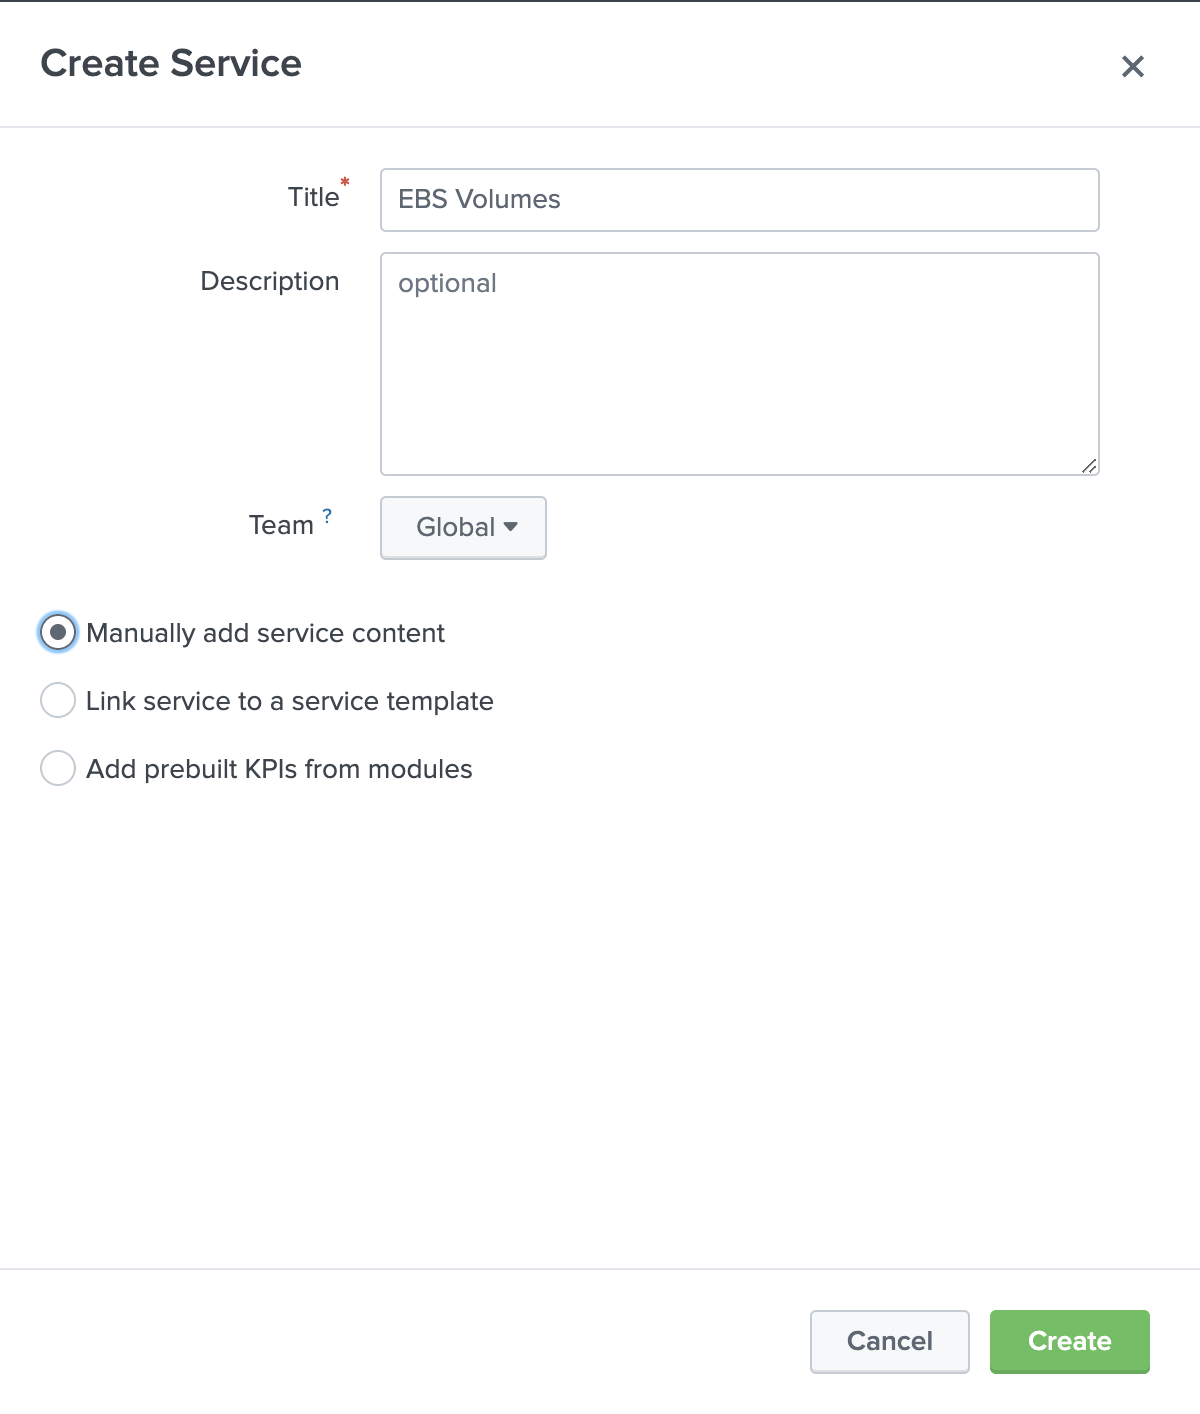 Create Service
Title*
EBS Volumes
Description
optional
Team ?
Global
Manually add service content
Link service to a service template
Add prebuilt KPIs from modules
Cancel
Create